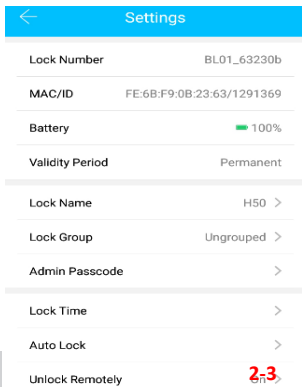 Settings
Lock Number BL01_63230b
MAC/ID FE:6B:F9:0B:23:63/1291369
Battery 100%
Validity Period Permanent
Lock Name H50 >
Lock Group Ungrouped >
Admin Passcode >
Lock Time >
Auto Lock >
Unlock Remotely On >
2-3